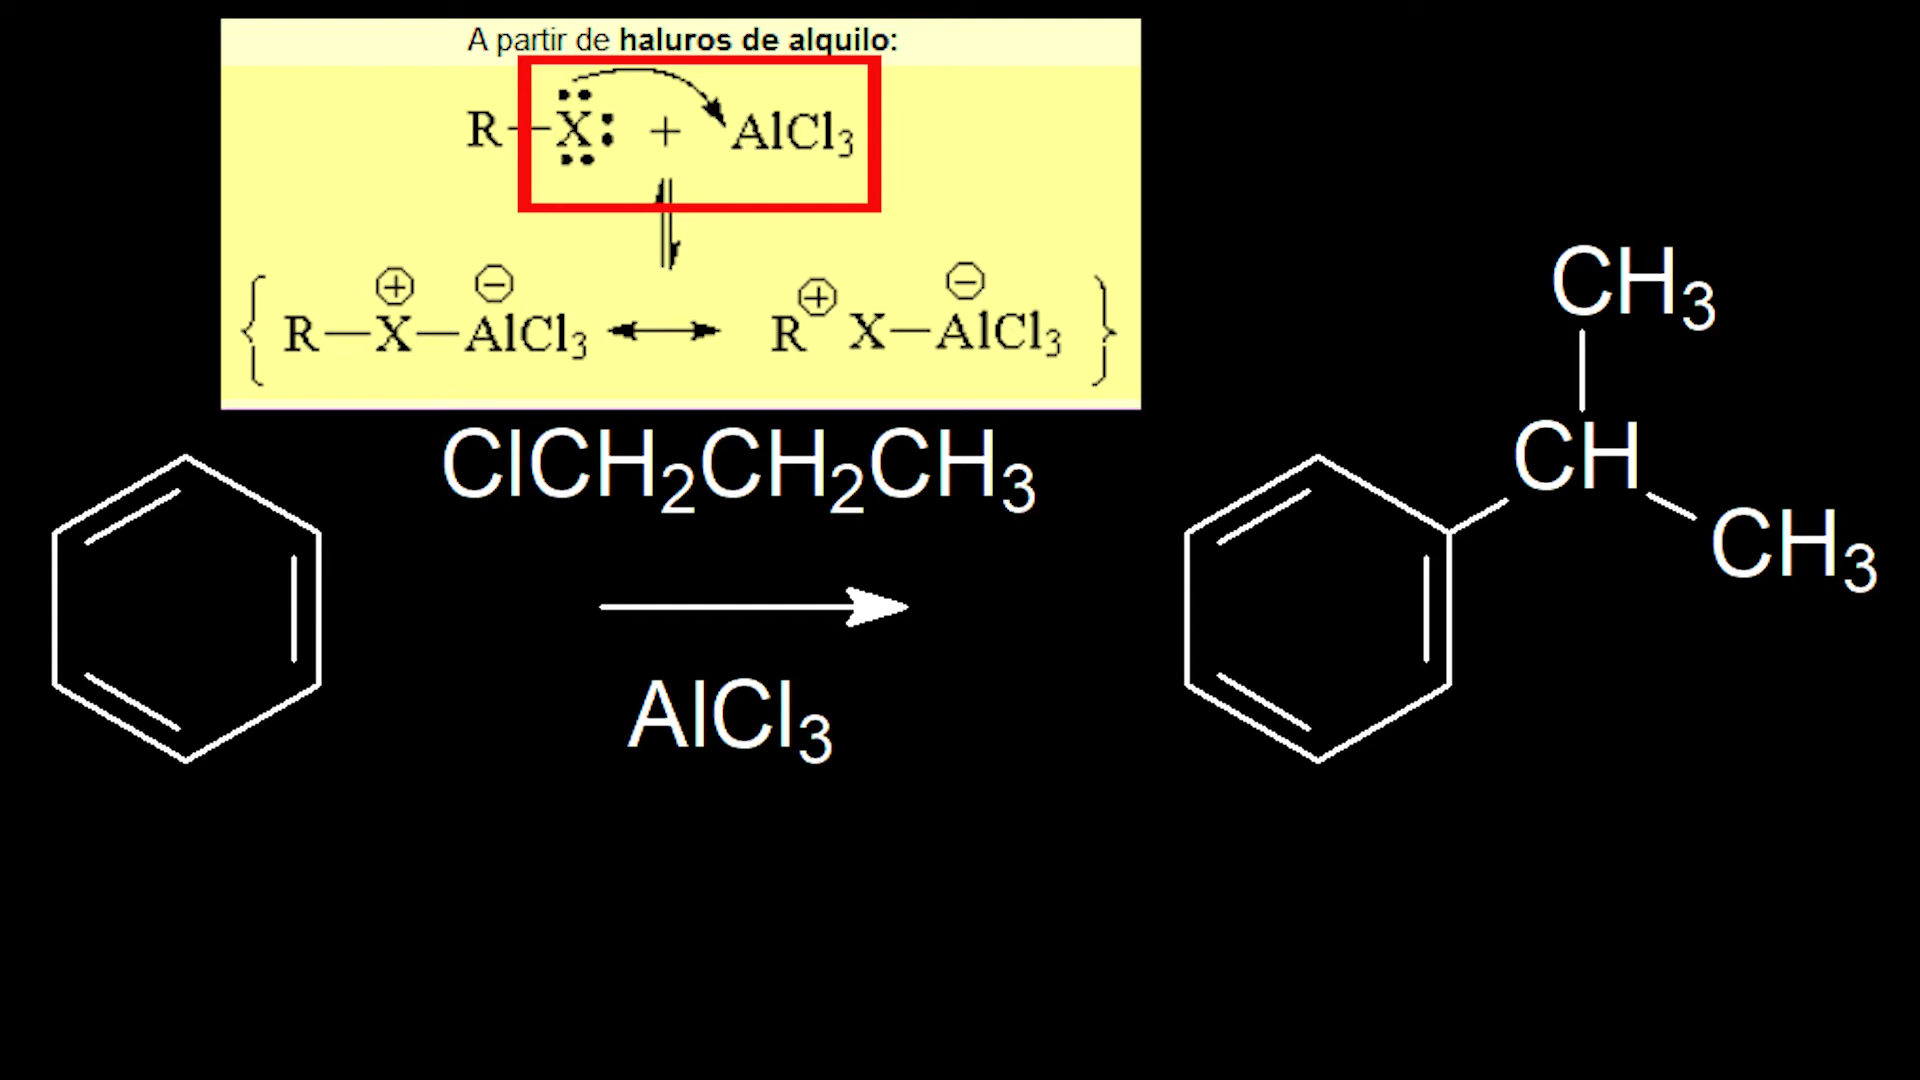 A partir de haluros de alquilo:
R—X: + AlCl3
R—X—AlCl3 R X—AlCl3
ClCH2CH2CH3
AlCl3
CH3
CH
CH3